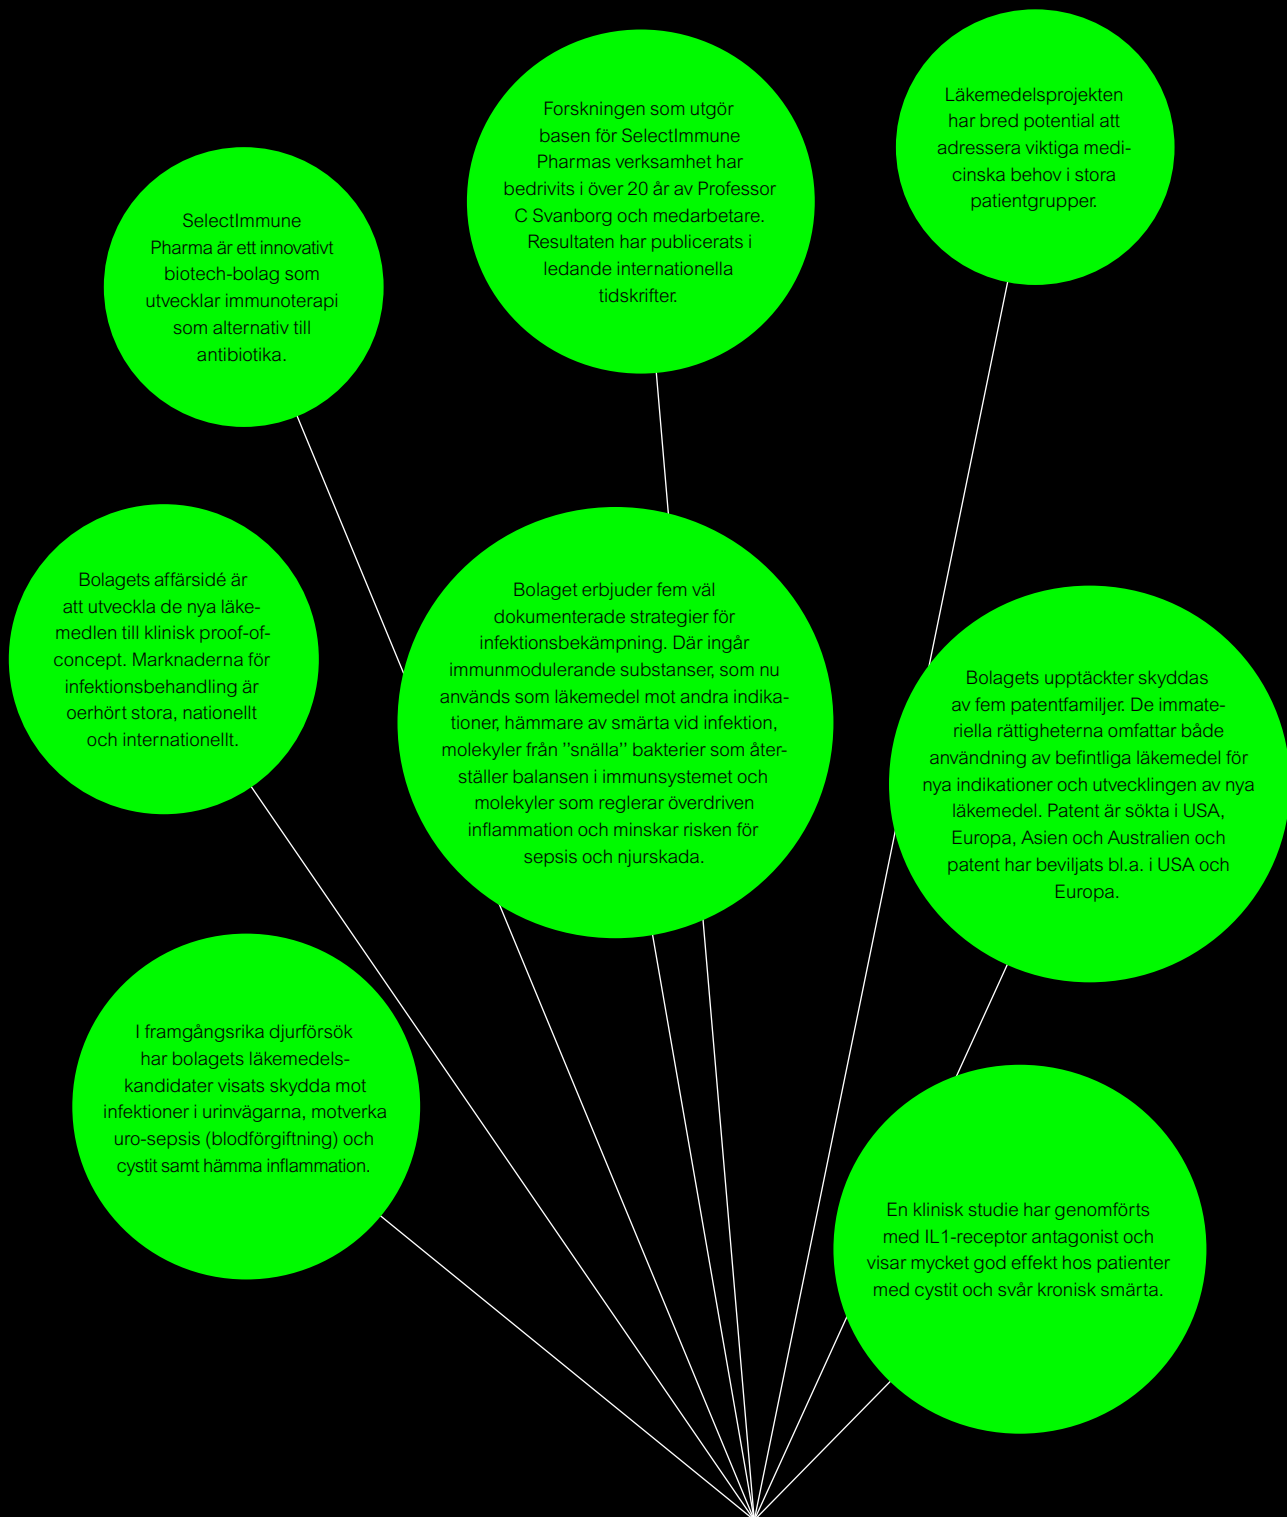 SelectImmune
Pharma är ett innovativt
biotech-bolag som
utvecklar immunoterapi
som alternativ till
antibiotika.
Forskningen som utgör
basen för SelectImmune
Pharmas verksamhet har
bedrivits i över 20 år av Professor
C Svanborg och medarbetare.
Resultaten har publicerats i
ledande internationella
tidskrifter.
Läkemedelsprojekten
har bred potential att
adressera viktiga medi-
cinska behov i stora
patientgrupper.
Bolagets affärsidé är
att utveckla de nya läke-
medlen till klinisk proof-of-
concept. Marknaderna för
infektionsbehandling är
oerhört stora, nationellt
och internationellt.
Bolaget erbjuder fem väl
dokumenterade strategier för
infektionsbekämpning. Där ingår
immunmodulerande substanser, som nu
används som läkemedel mot andra indika-
tioner, hämmare av smärta vid infektion,
molekyler från "snälla" bakterier som åter-
ställer balansen i immunsystemet och
molekyler som reglerar överdriven
inflammation och minskar risken för
sepsis och njurskada.
Bolagets upptäckter skyddas
av fem patentfamiljer. De immate-
riella rättigheterna omfattar både
användning av befintliga läkemedel för
nya indikationer och utvecklingen av nya
läkemedel. Patent är sökta i USA,
Europa, Asien och Australien och
patent har beviljats bl.a. i USA och
Europa.
I framgångsrika djurförsök
har bolagets läkemedels-
kandidater visats skydda mot
infektioner i urinvägarna, motverka
uro-sepsis (blodförgiftning) och
cystit samt hämma inflammation.
En klinisk studie har genomförts
med IL1-receptor antagonist och
visar mycket god effekt hos patienter
med cystit och svår kronisk smärta.